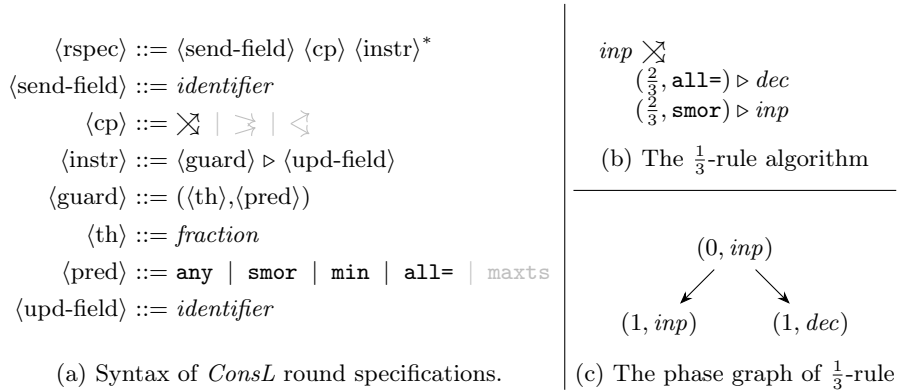 ⟨rspec⟩ ::= ⟨send-field⟩ ⟨cp⟩ ⟨instr⟩*
⟨send-field⟩ ::= identifier
⟨cp⟩ ::= | |
⟨instr⟩ ::= ⟨guard⟩ ▷ ⟨upd-field⟩
⟨guard⟩ ::= (⟨th⟩,⟨pred⟩)
⟨th⟩ ::= fraction
⟨pred⟩ ::= any | smor | min | all= | maxts
⟨upd-field⟩ ::= identifier
(a) Syntax of ConsL round specifications.
inp
(2/3, all=) ▷ dec
(2/3, smor) ▷ inp
(b) The 1/3-rule algorithm
(0, inp)
(1, inp) (1, dec)
(c) The phase graph of 1/3-rule